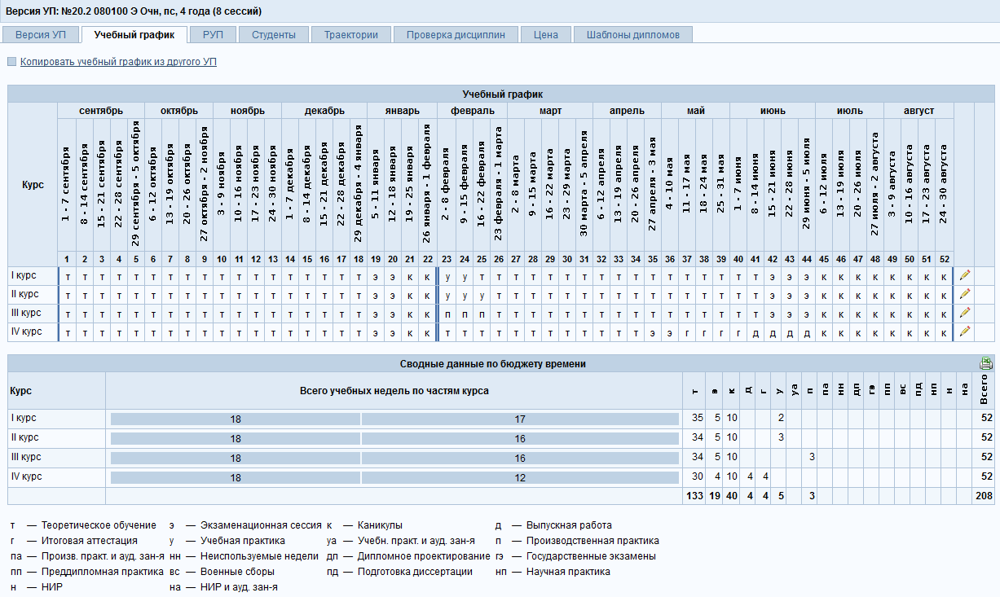 Версия УП: №20.2 080100 Э Очн, пс, 4 года (8 сессий)
Версия УП Учебный график РУП Студенты Траектории Проверка дисциплин Цена Шаблоны дипломов
Копировать учебный график из другого УП
Учебный график
Курс сентябрь октябрь ноябрь декабрь январь февраль март апрель май июнь июль август
1 - 7 сентября
8 - 14 сентября
15 - 21 сентября
22 - 28 сентября
29 сентября - 5 октября
6 - 12 октября
13 - 19 октября
20 - 26 октября
27 октября - 2 ноября
3 - 9 ноября
10 - 16 ноября
17 - 23 ноября
24 - 30 ноября
1 - 7 декабря
8 - 14 декабря
15 - 21 декабря
22 - 28 декабря
29 декабря - 4 января
5 - 11 января
12 - 18 января
19 - 25 января
26 января - 1 февраля
2 - 8 февраля
9 - 15 февраля
16 - 22 февраля
23 февраля - 1 марта
2 - 8 марта
9 - 15 марта
16 - 22 марта
23 - 29 марта
30 марта - 5 апреля
6 - 12 апреля
13 - 19 апреля
20 - 26 апреля
27 апреля - 3 мая
4 - 10 мая
11 - 17 мая
18 - 24 мая
25 - 31 мая
1 - 7 июня
8 - 14 июня
15 - 21 июня
22 - 28 июня
29 июня - 5 июля
6 - 12 июля
13 - 19 июля
20 - 26 июля
27 июля - 2 августа
3 - 9 августа
10 - 16 августа
17 - 23 августа
24 - 30 августа
1 2 3 4 5 6 7 8 9 10 11 12 13 14 15 16 17 18 19 20 21 22 23 24 25 26 27 28 29 30 31 32 33 34 35 36 37 38 39 40 41 42 43 44 45 46 47 48 49 50 51 52
I курс т т т т т т т т т т т т т т т т т т э э к к у у т т т т т т т т т т т т т т т т т э э э к к к к к к к к
II курс т т т т т т т т т т т т т т т т т т э э к к у у у т т т т т т т т т т т т т т т т э э э к к к к к к к к
III курс т т т т т т т т т т т т т т т т т т э э к к п п п т т т т т т т т т т т т т т т т э э э к к к к к к к к
IV курс т т т т т т т т т т т т т т т т т т э э к к т т т т т т т т т т т т э э г г г г д д д д к к к к к к к к
Сводные данные по бюджету времени
Курс Всего учебных недель по частям курса т э к д г у уа п па нн дп гэ пп вс пд нп н на Всего
I курс 18 17 35 5 10 2 52
II курс 18 16 34 5 10 3 52
III курс 18 16 34 5 10 3 52
IV курс 18 12 30 4 10 4 4 52
133 19 40 4 4 5 3 208
т — Теоретическое обучение э — Экзаменационная сессия к — Каникулы д — Выпускная работа
г — Итоговая аттестация у — Учебная практика уа — Учебн. практ. и ауд. зан-я п — Производственная практика
па — Произв. практ. и ауд. зан-я нн — Неиспользуемые недели дп — Дипломное проектирование гэ — Государственные экзамены
пп — Преддипломная практика вс — Военные сборы пд — Подготовка диссертации нп — Научная практика
н — НИР на — НИР и ауд. зан-я